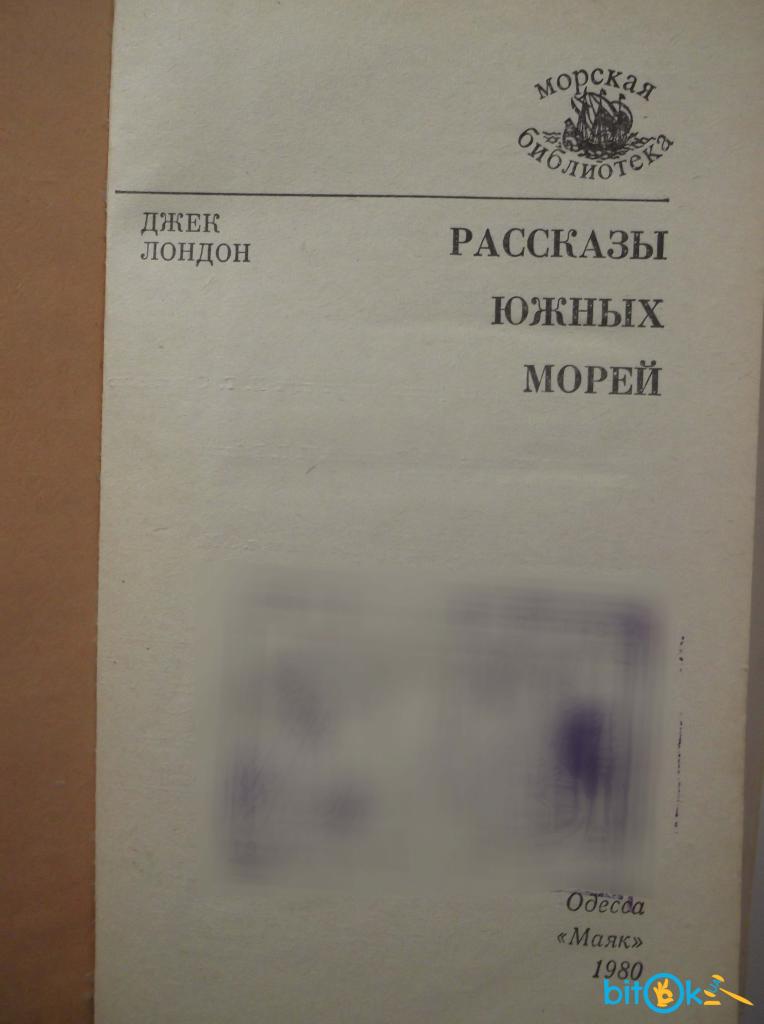 морская
библиотека
ДЖЕК
ЛОНДОН
РАССКАЗЫ
ЮЖНЫХ
МОРЕЙ
Одесса
«Маяк»
1980
bitOk